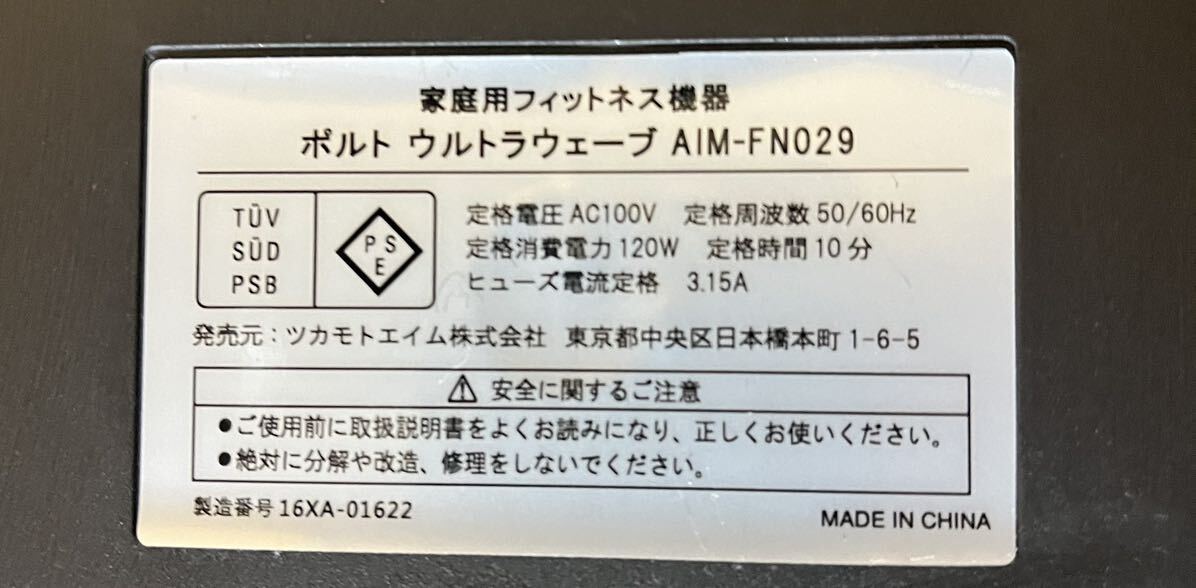 家庭用フィットネス機器
ポルト ウルトラウェーブ AIM-FN029
TÜV
SÜD
PSB
PSE
定格電圧 AC100V 定格周波数 50/60Hz
定格消費電力 120W 定格時間 10 分
ヒューズ電流定格 3.15A
発売元：ツカモトエイム株式会社 東京都中央区日本橋本町 1-6-5
⚠ 安全に関するご注意
●ご使用前に取扱説明書をよくお読みになり、正しくお使いください。
●絶対に分解や改造、修理をしないでください。
製造番号 16XA-01622
MADE IN CHINA